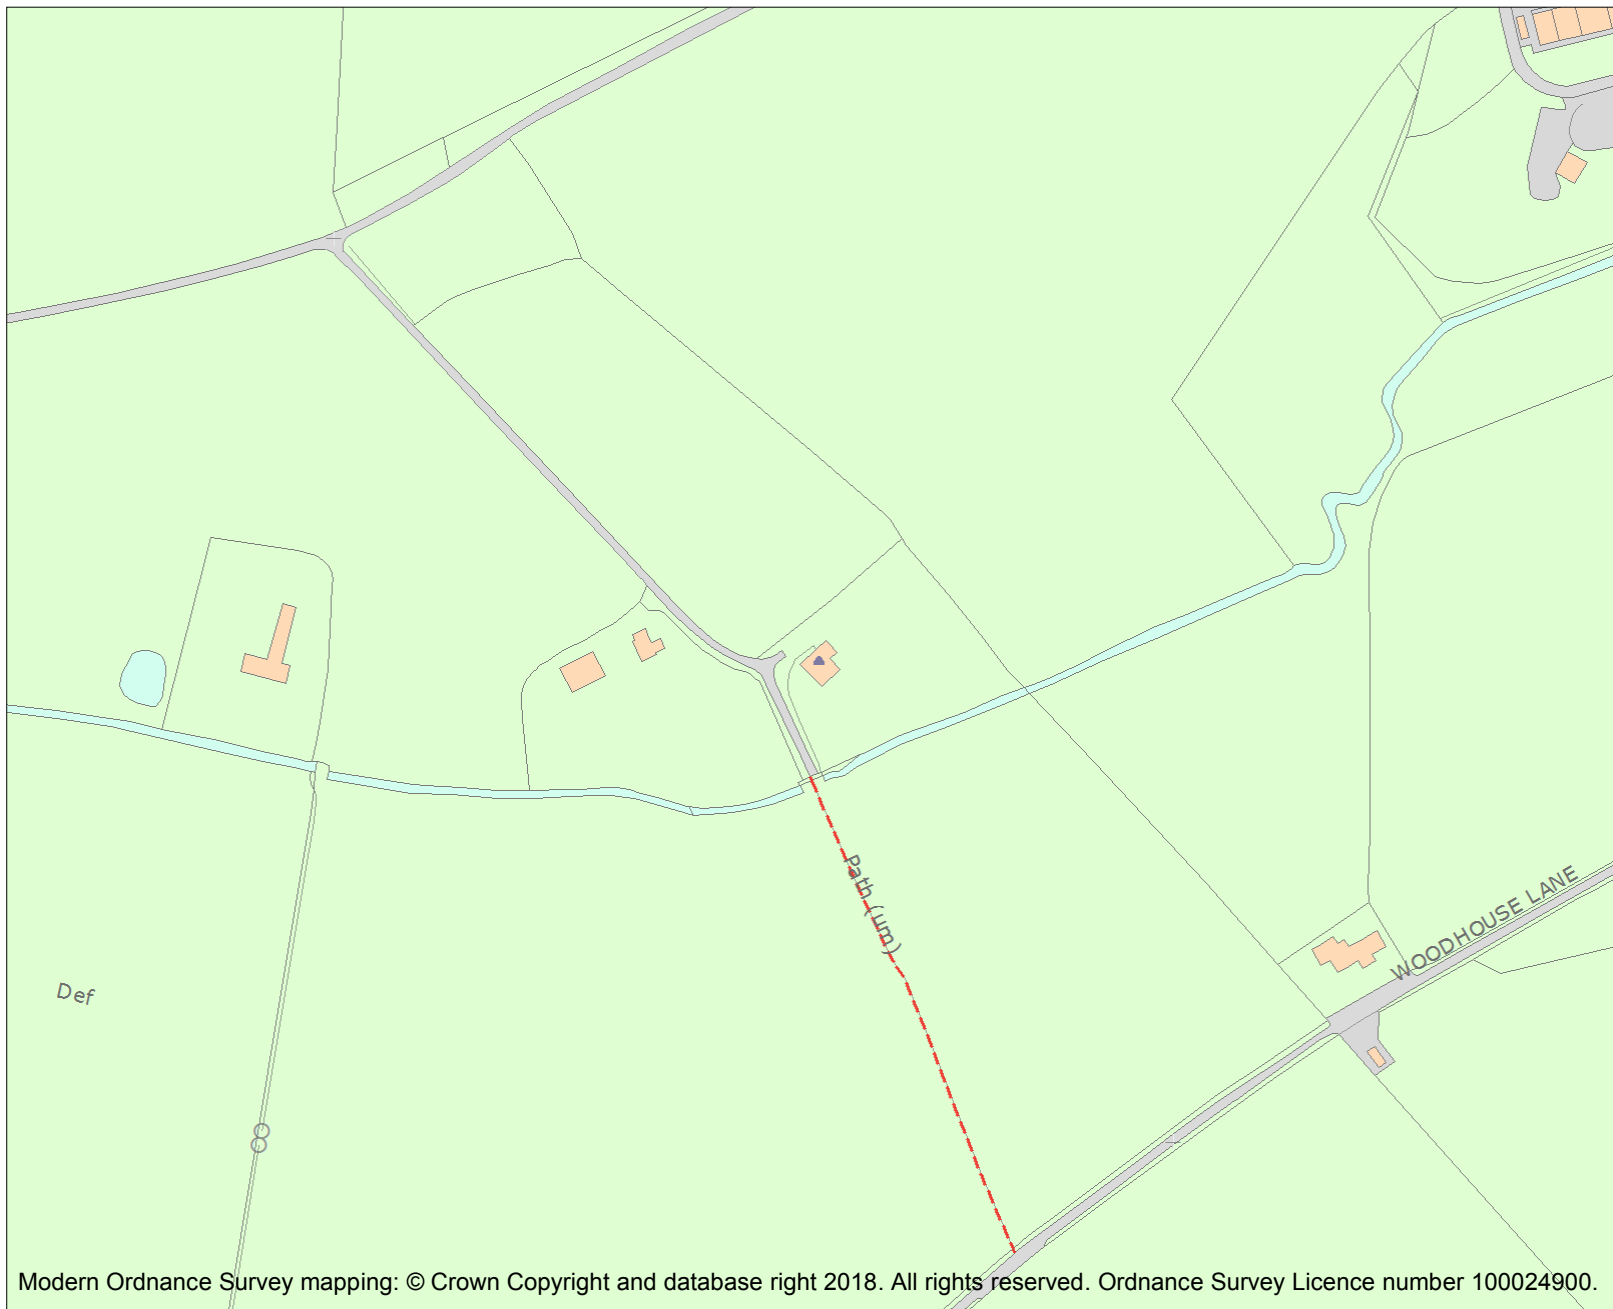 Path (um)
WOODHOUSE LANE
Def
Modern Ordnance Survey mapping: © Crown Copyright and database right 2018. All rights reserved. Ordnance Survey Licence number 100024900.